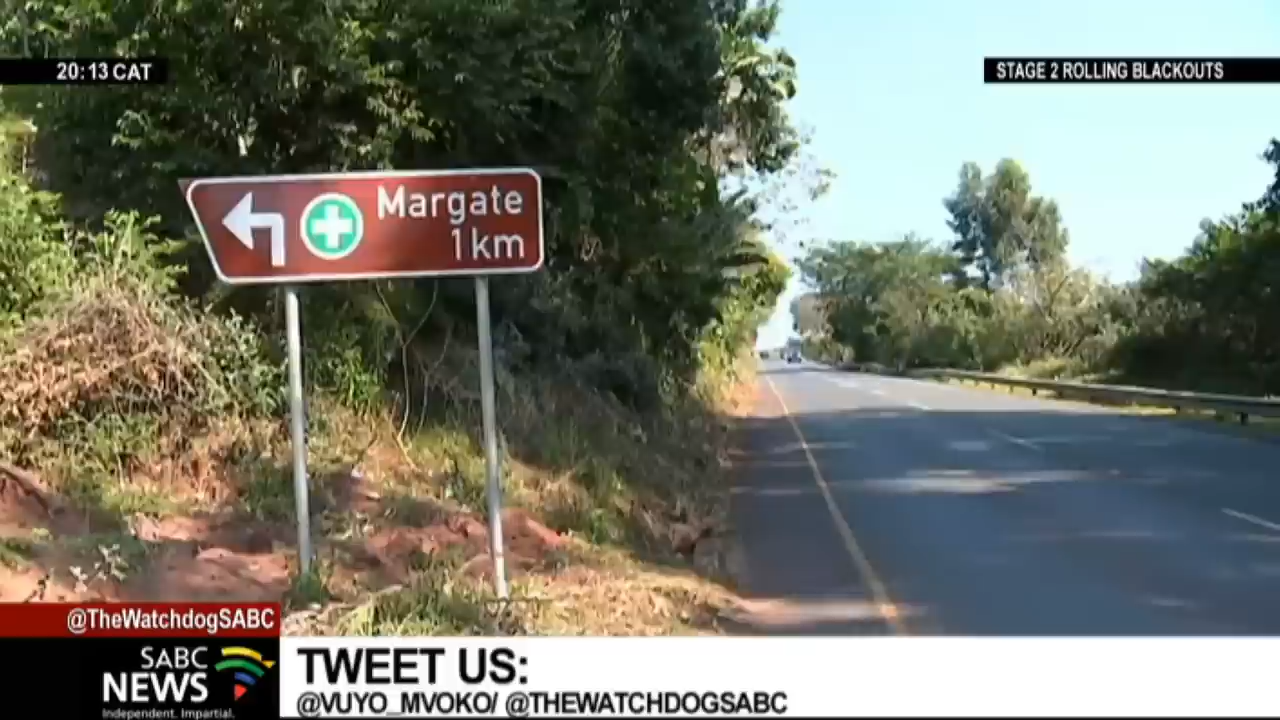 20:13 CAT
STAGE 2 ROLLING BLACKOUTS
Margate
1km
@TheWatchdogSABC
SABC
NEWS
Independent. Impartial.
TWEET US:
@VUYO_MVOKO/ @THEWATCHDOGSABC